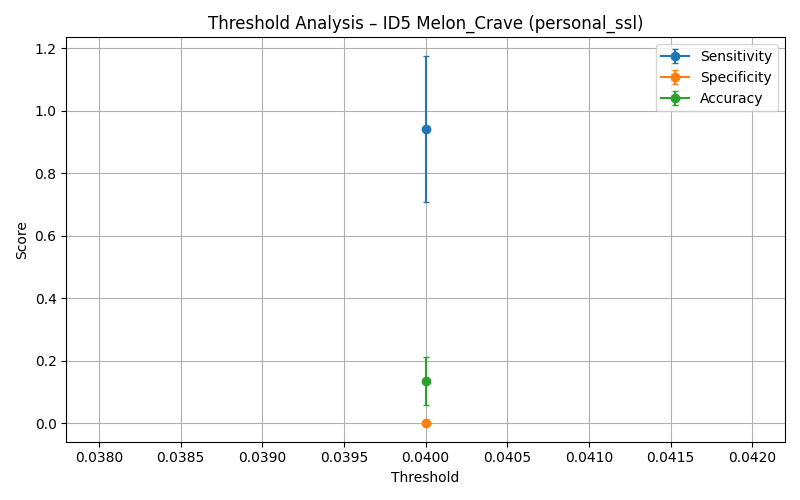 Threshold Analysis – ID5 Melon_Crave (personal_ssl)
Sensitivity
Specificity
Accuracy
Score
1.2
1.0
0.8
0.6
0.4
0.2
0.0
0.0380 0.0385 0.0390 0.0395 0.0400 0.0405 0.0410 0.0415 0.0420
Threshold